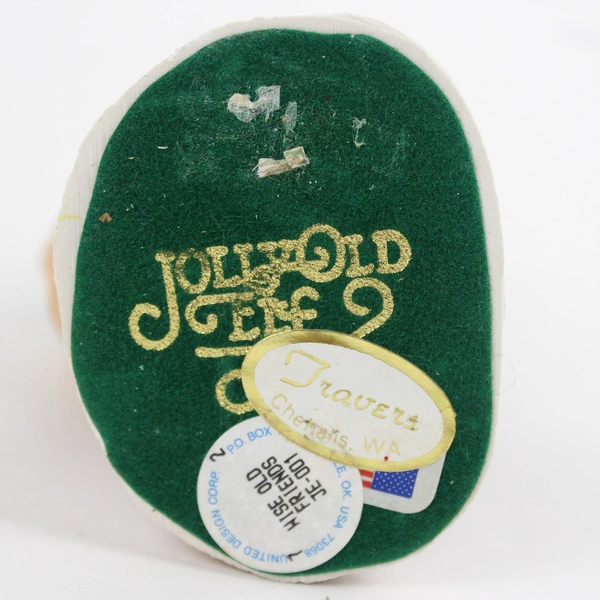 JOLLY OLD
ELF
Travers
Chehalis, WA
P.O. BOX
E, OK. USA 73068
UNITED DESIGN CORP.
WISE OLD
FRIENDS
JE-001